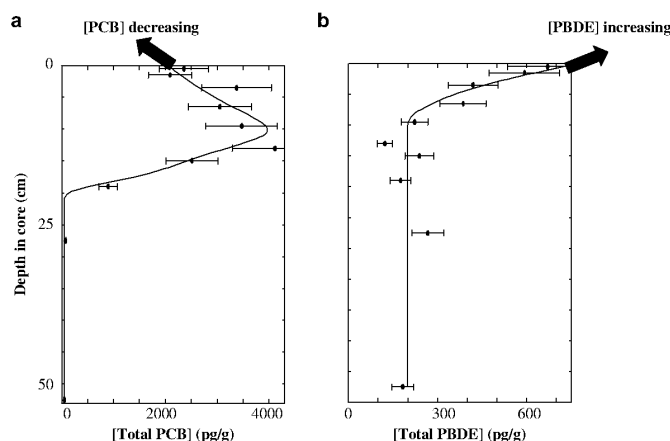 a
[PCB] decreasing
b
[PBDE] increasing
0
25
50
Depth in core (cm)
0
2000
4000
[Total PCB] (pg/g)
0
200
600
[Total PBDE] (pg/g)